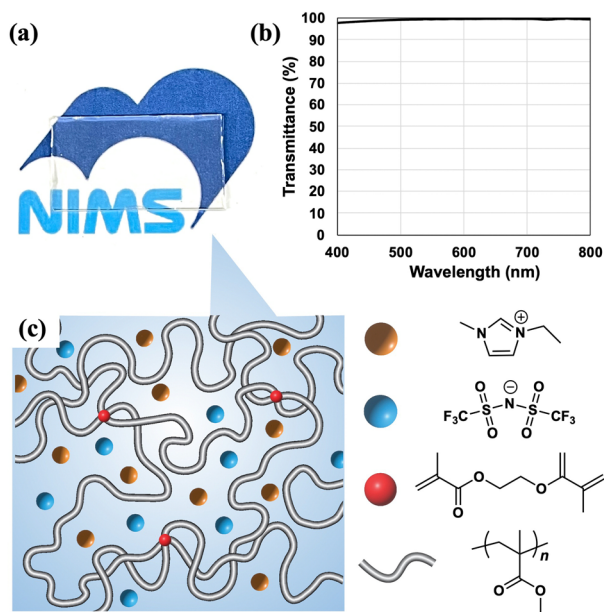 (a)
NIMS
(b)
Transmittance (%)
100
90
80
70
60
50
40
30
20
10
0
400
500
600
700
800
Wavelength (nm)
(c)
N
N
⊕
O
O
⊖
F₃C
S
N
S
CF₃
O
O
O
O
O
n
O
O